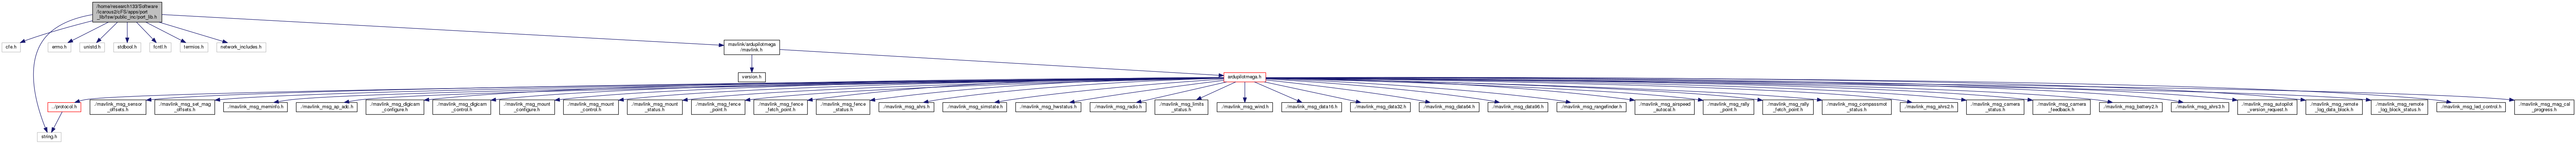 /home/research133/Software
/Icarous2/cFS/apps/port
_lib/fsw/public_inc/port_lib.h
cfe.h
errno.h
unistd.h
stdbool.h
fcntl.h
termios.h
network_includes.h
mavlink/ardupilotmega
/mavlink.h
version.h
ardupilotmega.h
../protocol.h
./mavlink_msg_sensor
_offsets.h
./mavlink_msg_set_mag
_offsets.h
./mavlink_msg_meminfo.h
./mavlink_msg_ap_adc.h
./mavlink_msg_digicam
_configure.h
./mavlink_msg_digicam
_control.h
./mavlink_msg_mount
_configure.h
./mavlink_msg_mount
_control.h
./mavlink_msg_mount
_status.h
./mavlink_msg_fence
_point.h
./mavlink_msg_fence
_fetch_point.h
./mavlink_msg_fence
_status.h
./mavlink_msg_ahrs.h
./mavlink_msg_simstate.h
./mavlink_msg_hwstatus.h
./mavlink_msg_radio.h
./mavlink_msg_limits
_status.h
./mavlink_msg_wind.h
./mavlink_msg_data16.h
./mavlink_msg_data32.h
./mavlink_msg_data64.h
./mavlink_msg_data96.h
./mavlink_msg_rangefinder.h
./mavlink_msg_airspeed
_autocal.h
./mavlink_msg_rally
_point.h
./mavlink_msg_rally
_fetch_point.h
./mavlink_msg_compassmot
_status.h
./mavlink_msg_ahrs2.h
./mavlink_msg_camera
_status.h
./mavlink_msg_camera
_feedback.h
./mavlink_msg_battery2.h
./mavlink_msg_ahrs3.h
./mavlink_msg_autopilot
_version_request.h
./mavlink_msg_remote
_log_data_block.h
./mavlink_msg_remote
_log_block_status.h
./mavlink_msg_led_control.h
./mavlink_msg_mag_cal
_progress.h
string.h